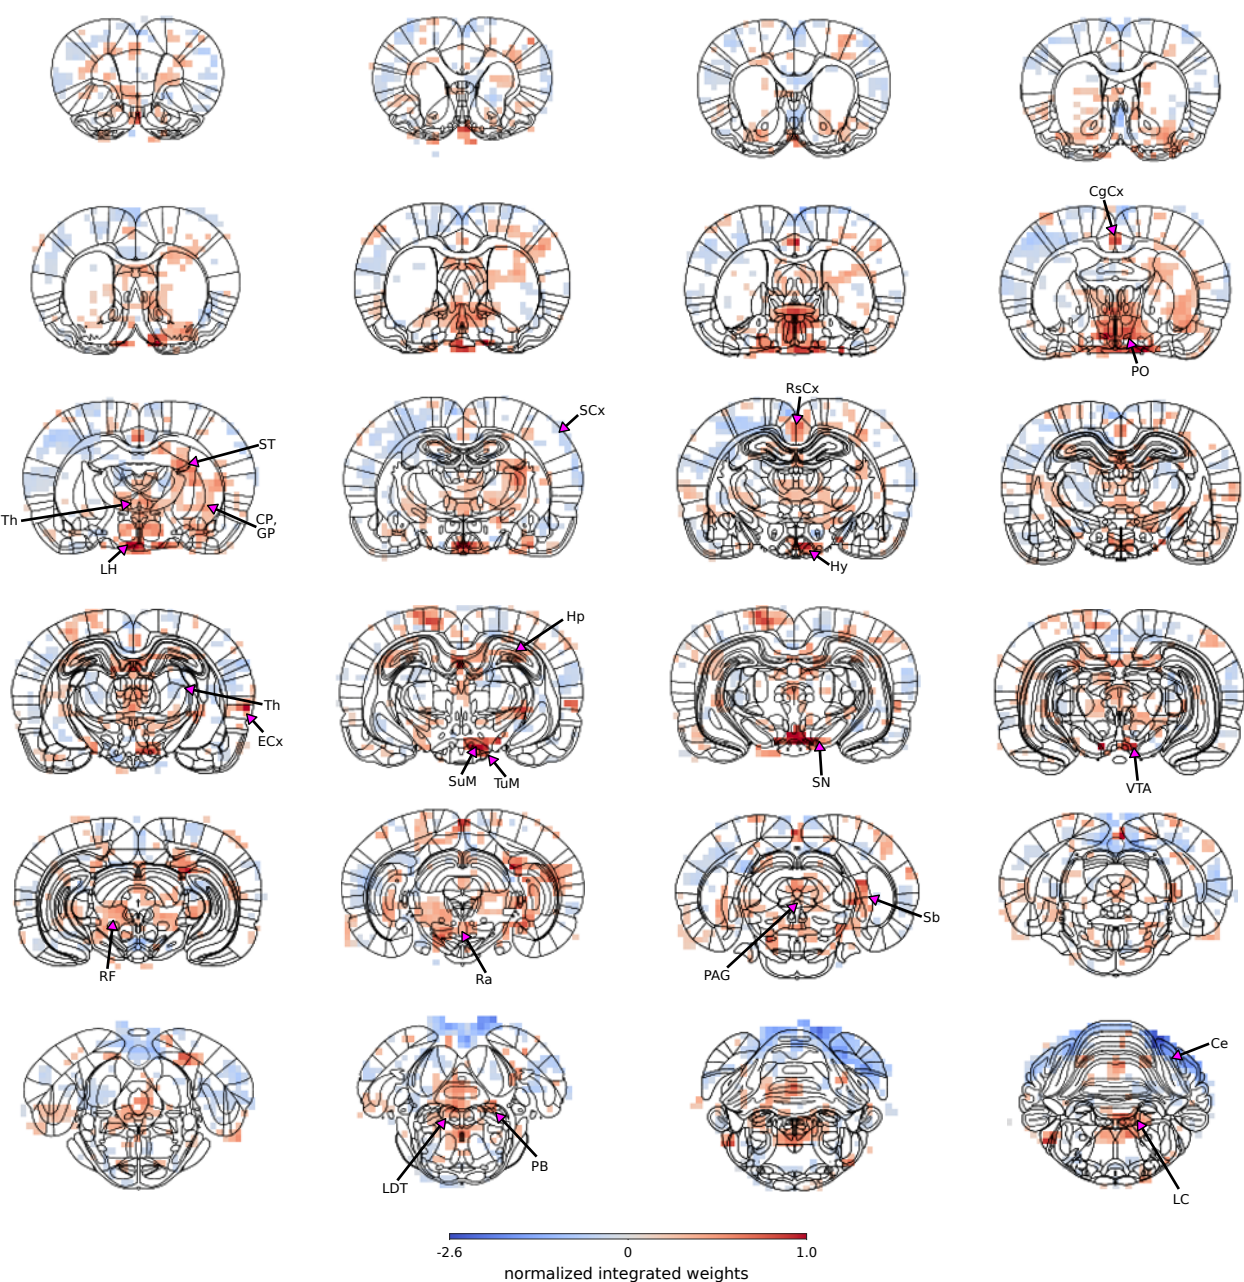 CgCx
PO
RsCx
SCx
ST
Th
CP,
GP
LH
Hy
Hp
Th
ECx
SuM
TuM
SN
VTA
Sb
RF
Ra
PAG
Ce
PB
LDT
LC
-2.6
0
1.0
normalized integrated weights